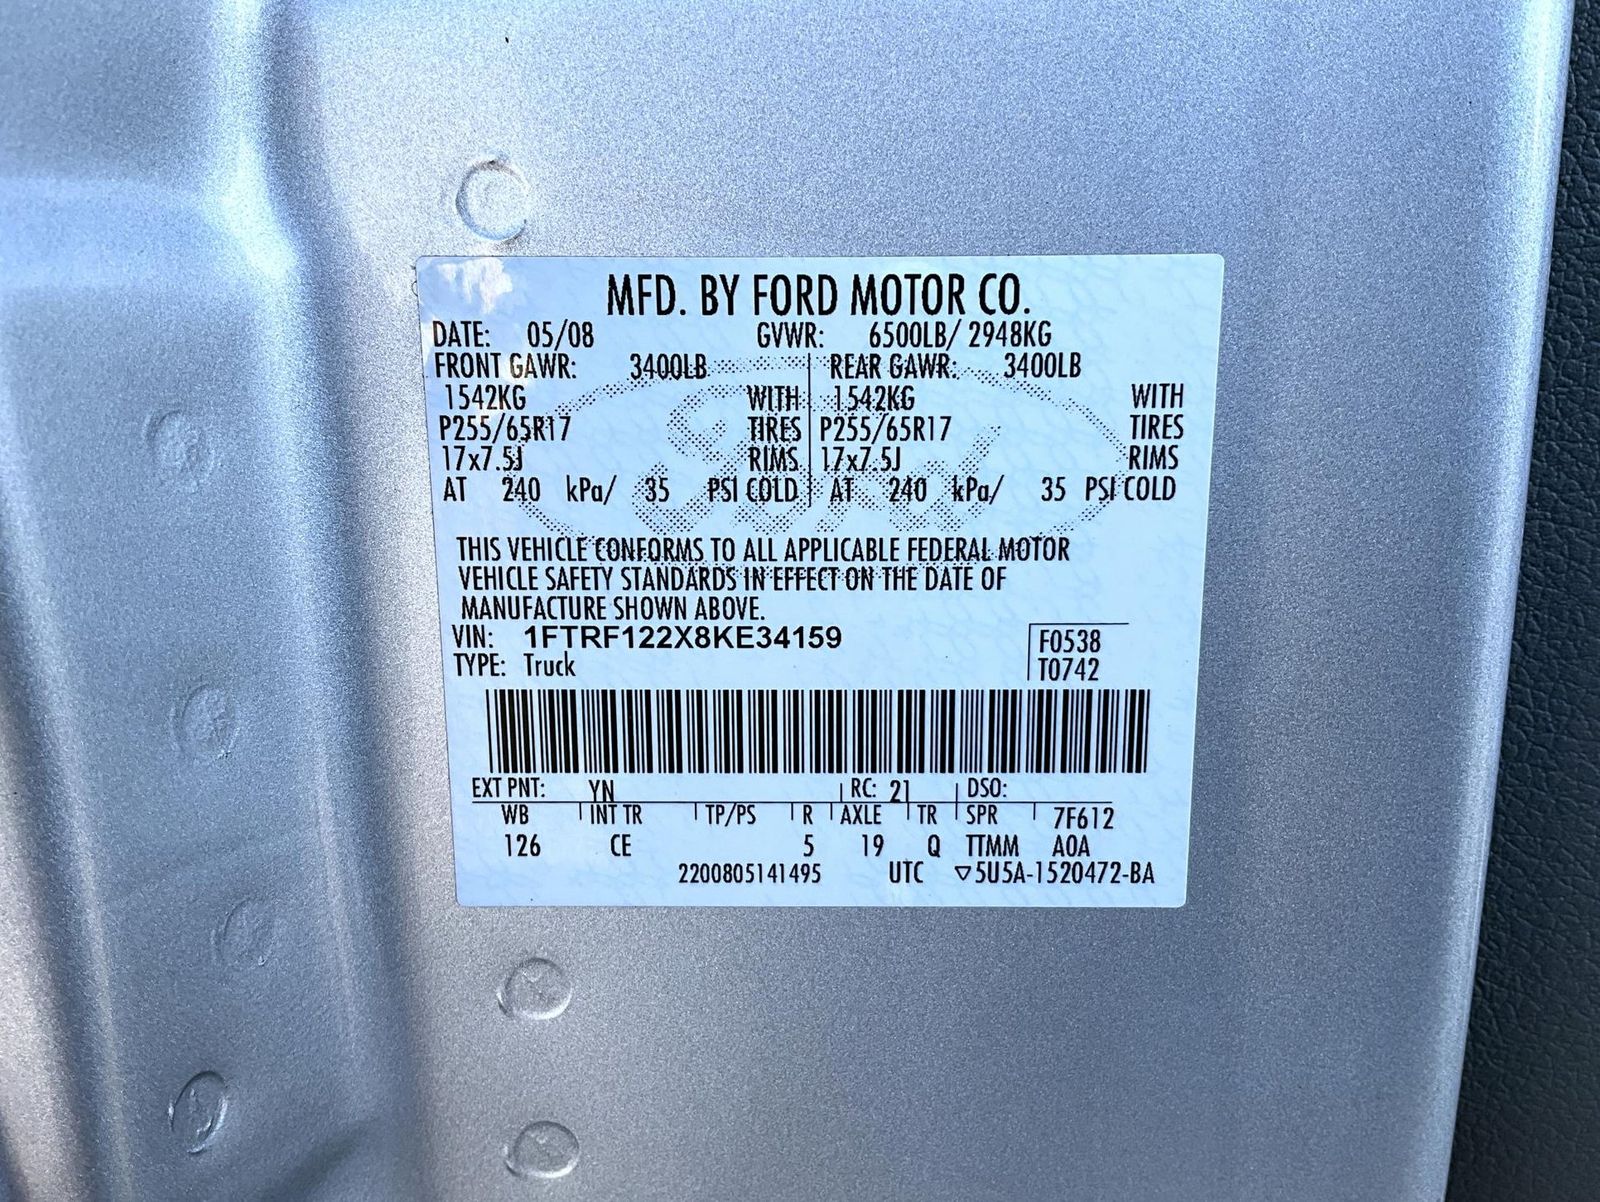 MFD. BY FORD MOTOR CO.
DATE: 05/08 GVWR: 6500LB/ 2948KG
FRONT GAWR: 3400LB REAR GAWR: 3400LB
1542KG WITH 1542KG WITH
P255/65R17 TIRES P255/65R17 TIRES
17x7.5J RIMS 17x7.5J RIMS
AT 240 kPa/ 35 PSI COLD AT 240 kPa/ 35 PSI COLD
Ford
THIS VEHICLE CONFORMS TO ALL APPLICABLE FEDERAL MOTOR
VEHICLE SAFETY STANDARDS IN EFFECT ON THE DATE OF
MANUFACTURE SHOWN ABOVE.
VIN: 1FTRF122X8KE34159 F0538
TYPE: Truck T0742
EXT PNT: YN RC: 21 DSO:
WB INT TR TP/PS R AXLE TR SPR 7F612
126 CE 5 19 Q TTMM AOA
2200805141495 UTC ▽5U5A-1520472-BA